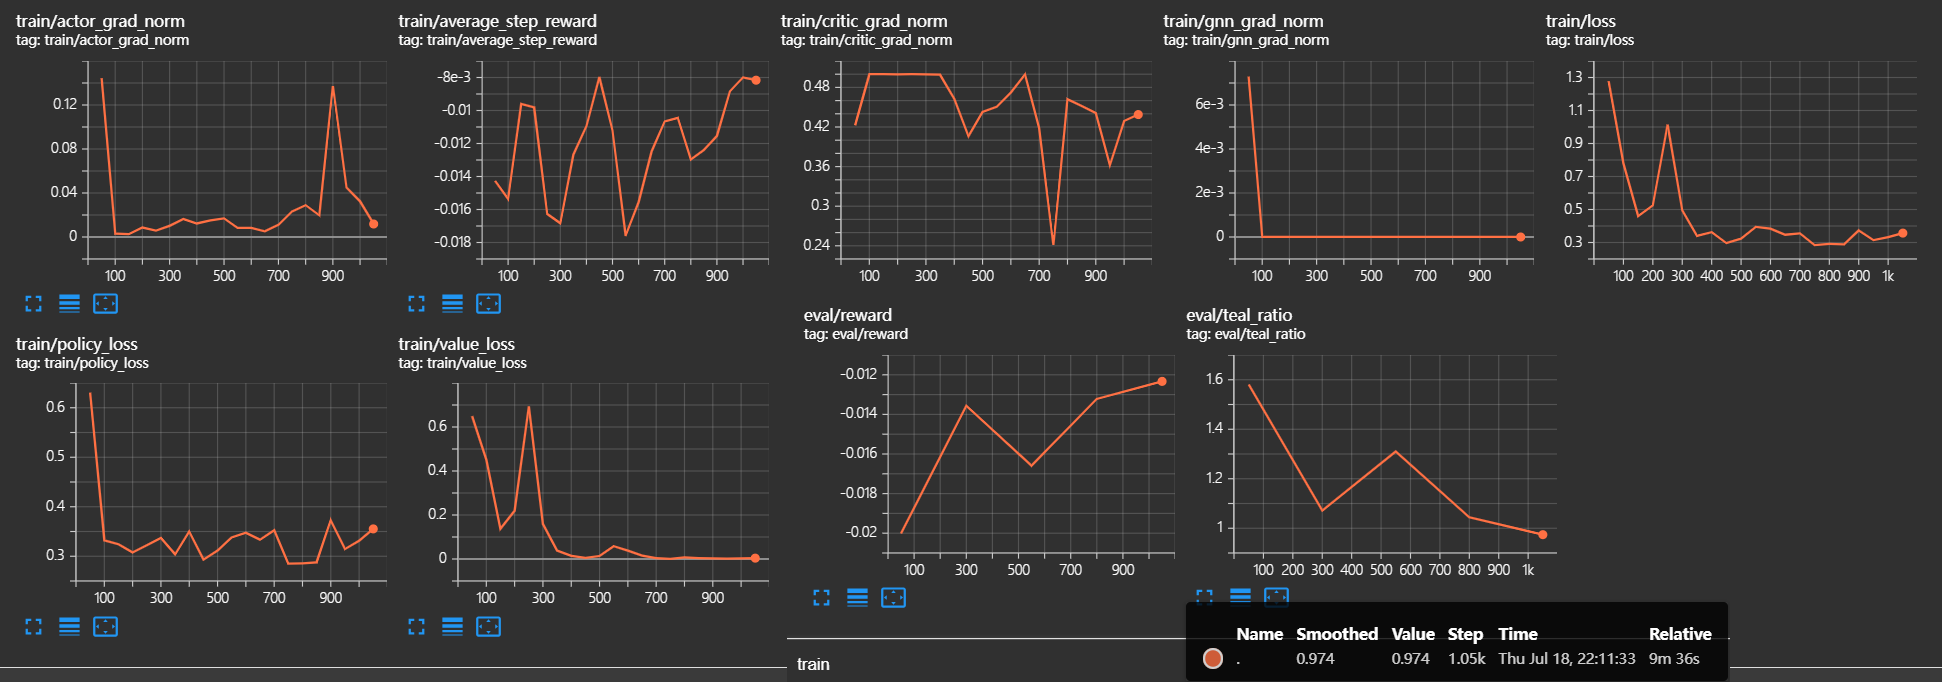 train/actor_grad_norm
tag: train/actor_grad_norm
0.12
0.08
0.04
0
100 300 500 700 900
train/average_step_reward
tag: train/average_step_reward
-8e-3
-0.01
-0.012
-0.014
-0.016
-0.018
100 300 500 700 900
train/critic_grad_norm
tag: train/critic_grad_norm
0.48
0.42
0.36
0.3
0.24
100 300 500 700 900
train/gnn_grad_norm
tag: train/gnn_grad_norm
6e-3
4e-3
2e-3
0
100 300 500 700 900
train/loss
tag: train/loss
1.3
1.1
0.9
0.7
0.5
0.3
100 200 300 400 500 600 700 800 900 1k
train/policy_loss
tag: train/policy_loss
0.6
0.5
0.4
0.3
100 300 500 700 900
train/value_loss
tag: train/value_loss
0.6
0.4
0.2
0
100 300 500 700 900
eval/reward
tag: eval/reward
-0.012
-0.014
-0.016
-0.018
-0.02
100 300 500 700 900
eval/teal_ratio
tag: eval/teal_ratio
1.6
1.4
1.2
1
100 200 300 400 500 600 700 800 900 1k
train
Name Smoothed Value Step Time Relative
. 0.974 0.974 1.05k Thu Jul 18, 22:11:33 9m 36s